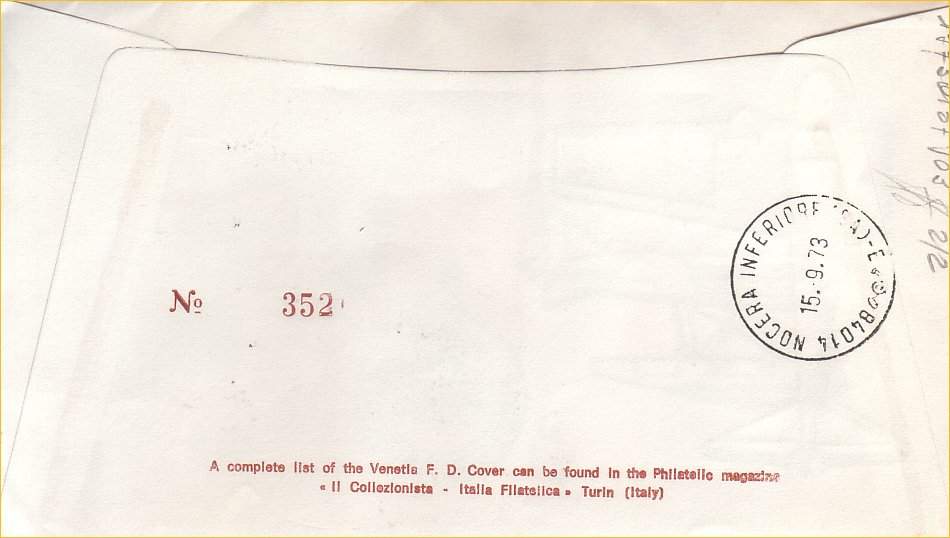 № 352
NOCERA INFERIORE (SA)-E 84014
15.-9.73
A complete list of the Venetia F. D. Cover can be found in the Philatelic magazine
« Il Collezionista - Italia Filatelica » Turin (Italy)